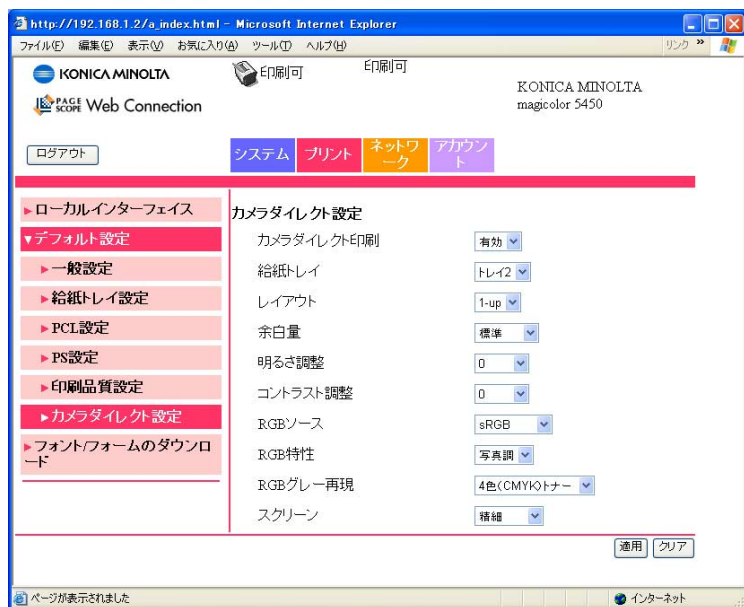 http://192.168.1.2/a_index.html - Microsoft Internet Explorer
ファイル(F) 編集(E) 表示(V) お気に入り(A) ツール(T) ヘルプ(H)
リンク »
KONICA MINOLTA
印刷可
印刷可
KONICA MINOLTA
magicolor 5450
PAGE SCOPE Web Connection
ログアウト
システム
プリント
ネットワ
ーク
アカウン
ト
ローカルインターフェイス
デフォルト設定
一般設定
給紙トレイ設定
PCL設定
PS設定
印刷品質設定
カメラダイレクト設定
フォント/フォームのダウンロ
ード
カメラダイレクト設定
カメラダイレクト印刷 有効
給紙トレイ トレイ2
レイアウト 1-up
余白量 標準
明るさ調整 0
コントラスト調整 0
RGBソース sRGB
RGB特性 写真調
RGBグレー再現 4色(CMYK)トナー
スクリーン 精細
適用 クリア
ページが表示されました
インターネット